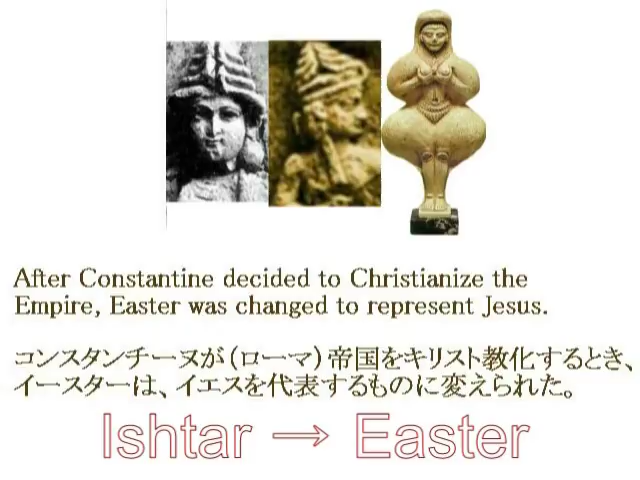 After Constantine decided to Christianize the
Empire, Easter was changed to represent Jesus.
コンスタンチーヌが(ローマ)帝国をキリスト教化するとき、
イースターは、イエスを代表するものに変えられた。
Ishtar → Easter